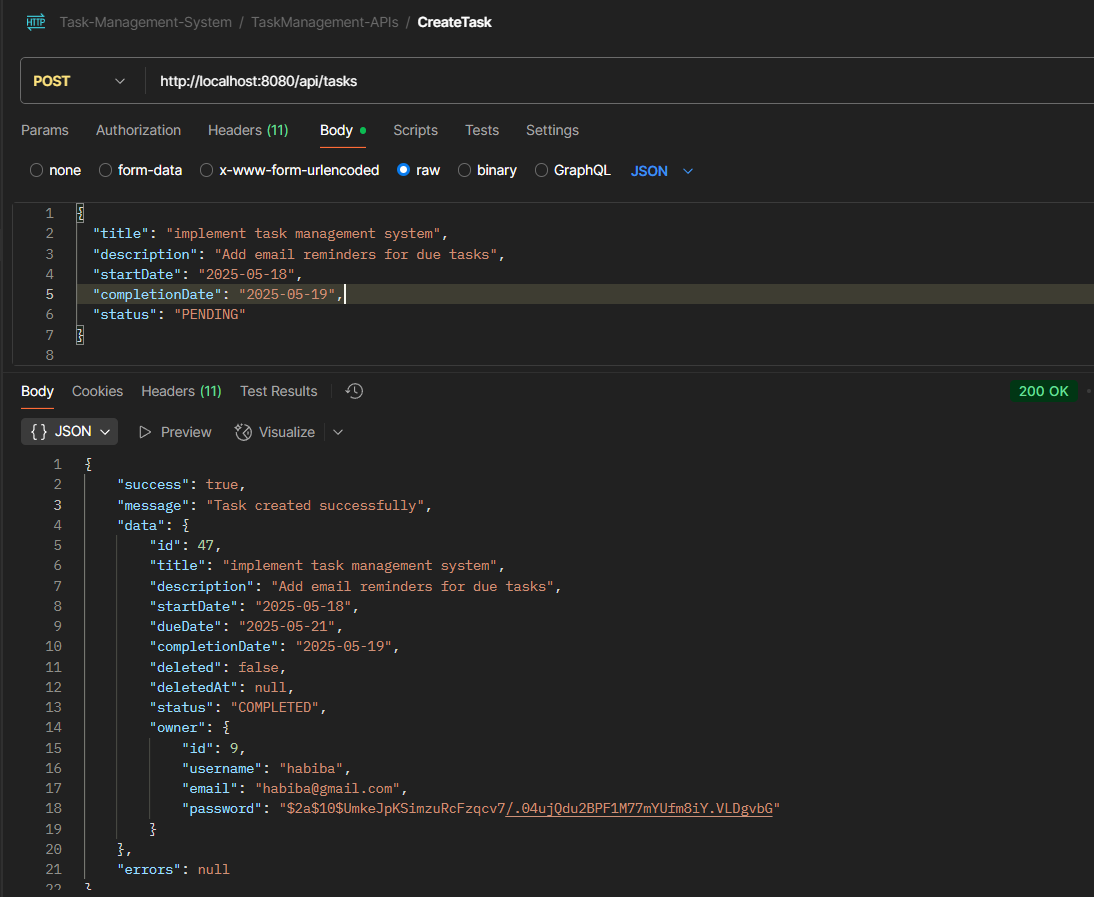 HTTP Task-Management-System / TaskManagement-APIs / CreateTask
POST http://localhost:8080/api/tasks
Params Authorization Headers (11) Body Scripts Tests Settings
none form-data x-www-form-urlencoded raw binary GraphQL JSON
1 {
2 "title": "implement task management system",
3 "description": "Add email reminders for due tasks",
4 "startDate": "2025-05-18",
5 "completionDate": "2025-05-19",
6 "status": "PENDING"
7 }
8
Body Cookies Headers (11) Test Results 200 OK
{} JSON Preview Visualize
1 {
2 "success": true,
3 "message": "Task created successfully",
4 "data": {
5 "id": 47,
6 "title": "implement task management system",
7 "description": "Add email reminders for due tasks",
8 "startDate": "2025-05-18",
9 "dueDate": "2025-05-21",
10 "completionDate": "2025-05-19",
11 "deleted": false,
12 "deletedAt": null,
13 "status": "COMPLETED",
14 "owner": {
15 "id": 9,
16 "username": "habiba",
17 "email": "habiba@gmail.com",
18 "password": "$2a$10$UmkeJpKSimzuRcFzqcv7/.04ujQdu2BPF1M77mYUfm8iY.VLDgvbG"
19 }
20 },
21 "errors": null
22 }